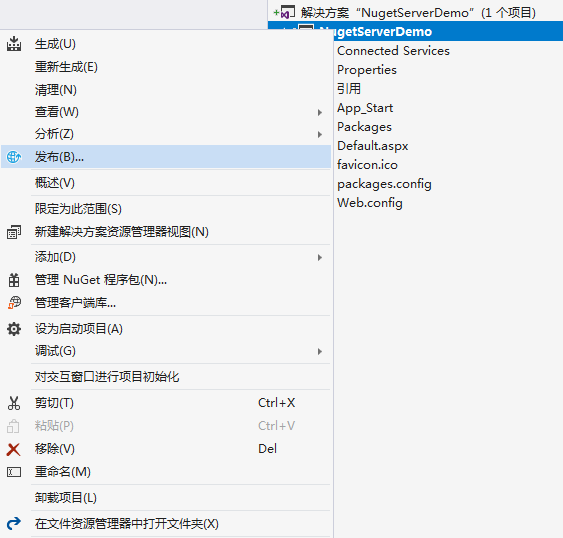 解决方案“NugetServerDemo”(1 个项目)
NugetServerDemo
Connected Services
Properties
引用
App_Start
Packages
Default.aspx
favicon.ico
packages.config
Web.config
生成(U)
重新生成(E)
清理(N)
查看(W)
分析(Z)
发布(B)...
概述(V)
限定为此范围(S)
新建解决方案资源管理器视图(N)
添加(D)
管理 NuGet 程序包(N)...
管理客户端库...
设为启动项目(A)
调试(G)
对交互窗口进行项目初始化
剪切(T) Ctrl+X
粘贴(P) Ctrl+V
移除(V) Del
重命名(M)
卸载项目(L)
在文件资源管理器中打开文件夹(X)